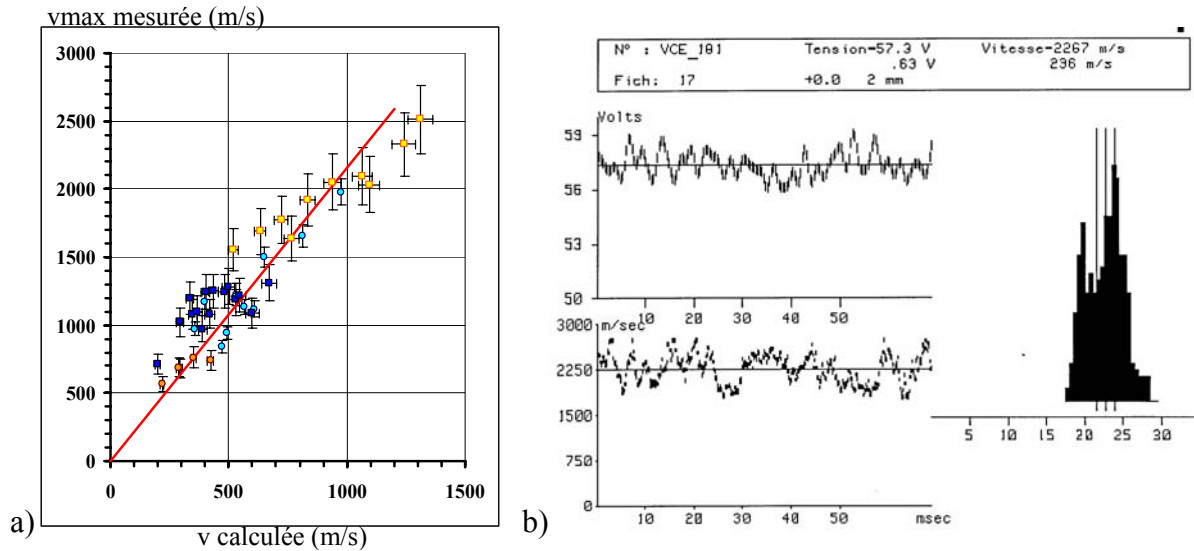 vmax mesurée (m/s)
3000
2500
2000
1500
1000
500
0
0 500 1000 1500
a)
v calculée (m/s)
N° : VCE_181 Tension-57.3 V Vitesse-2267 m/s
.63 V 296 m/s
Fich: 17 +0.0 2 mm
Volts
59
56
53
50
10 20 30 40 50
3000
m/sec
2250
1500
750
0
10 20 30 40 50 msec
5 10 15 20 25 30
b)